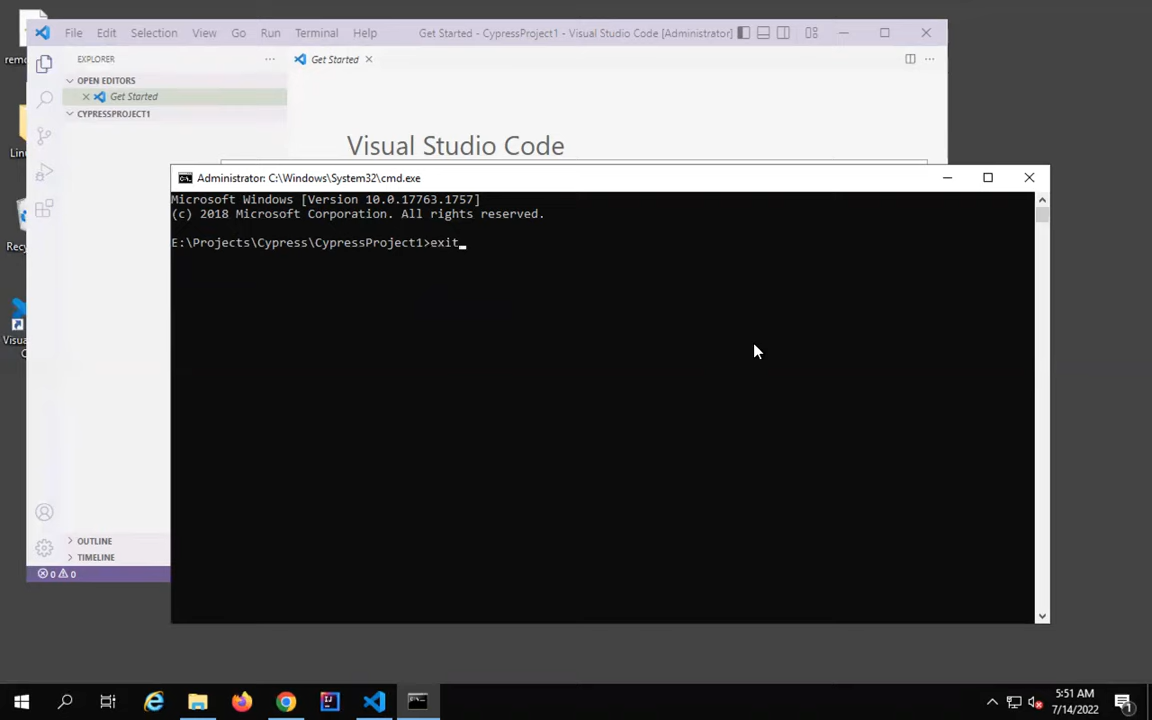 File Edit Selection View Go Run Terminal Help Get Started - CypressProject1 - Visual Studio Code [Administrator]
EXPLORER
Get Started
OPEN EDITORS
Get Started
CYPRESSPROJECT1
Visual Studio Code
Administrator: C:\Windows\System32\cmd.exe
Microsoft Windows [Version 10.0.17763.1757]
(c) 2018 Microsoft Corporation. All rights reserved.
E:\Projects\Cypress\CypressProject1>exit
OUTLINE
TIMELINE
0 0
5:51 AM
7/14/2022
1